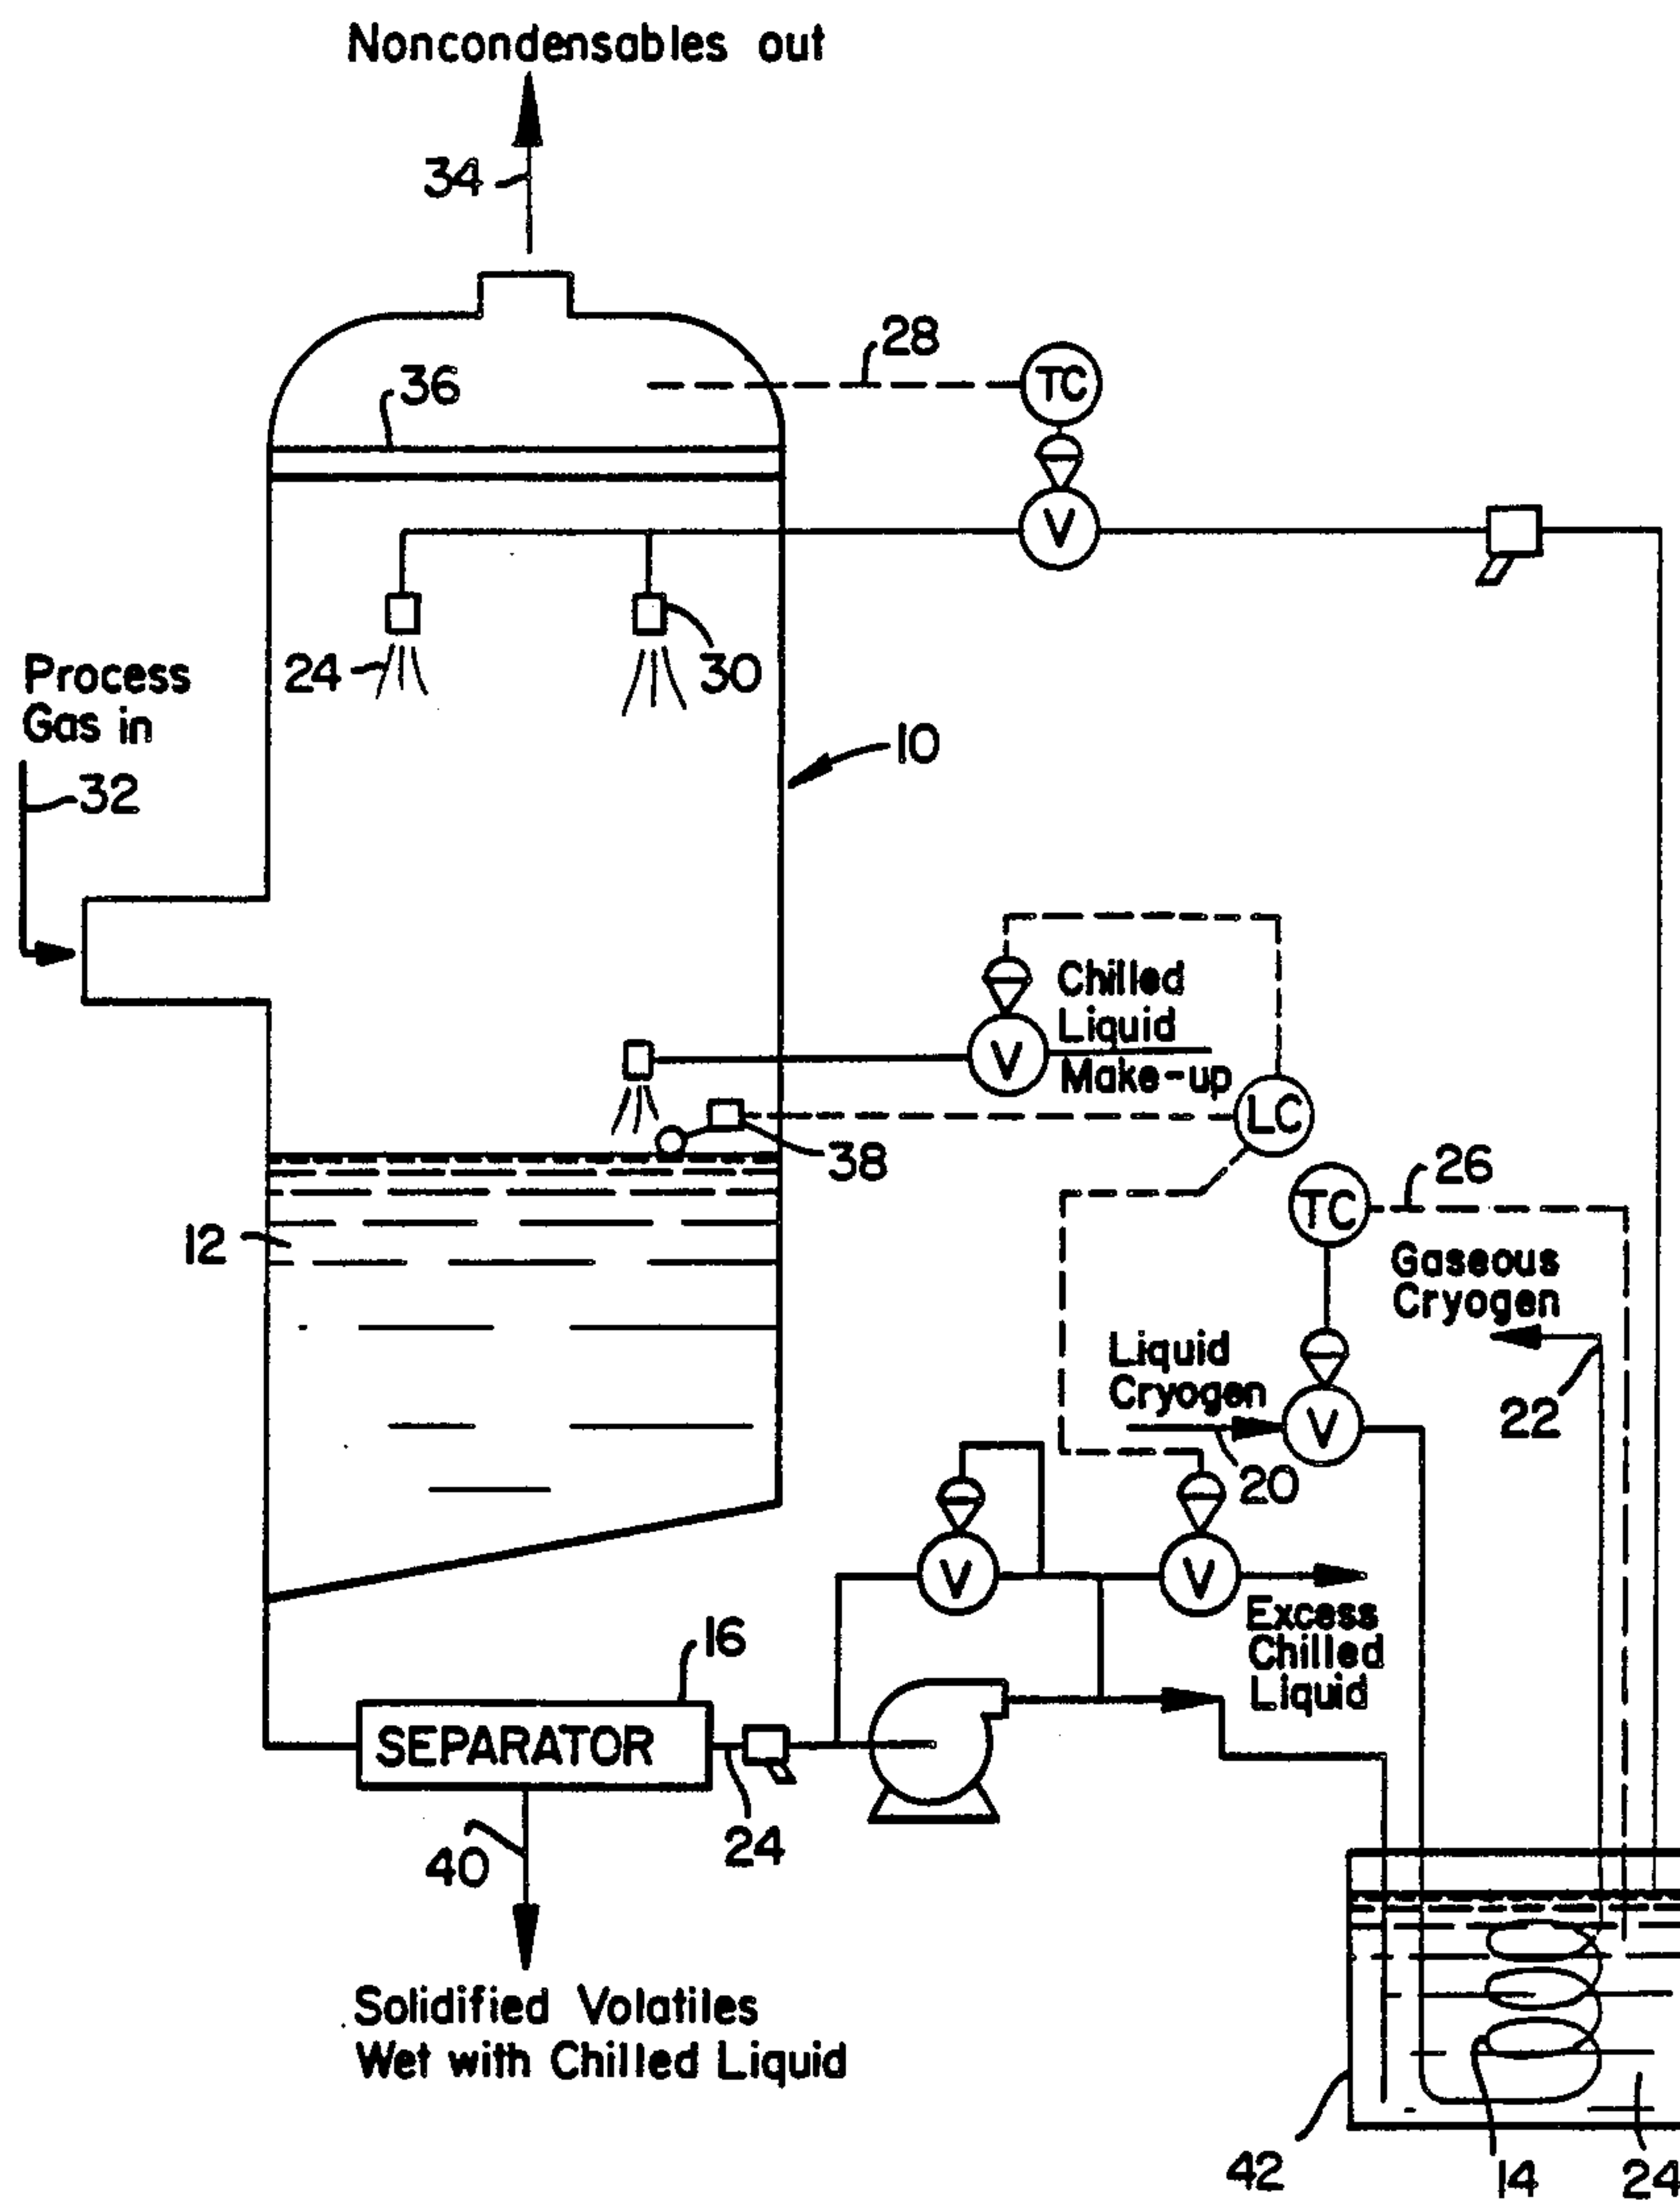 Noncondensables out
34
28
TC
36
V
24
30
Process
Gas in
10
32
Chilled
Liquid
Make-up
V
LC
38
26
TC
12
Gaseous
Cryogen
Liquid
Cryogen
22
V
20
V
V
Excess
Chilled
Liquid
16
SEPARATOR
24
40
Solidified Volatiles
Wet with Chilled Liquid
42
14
24